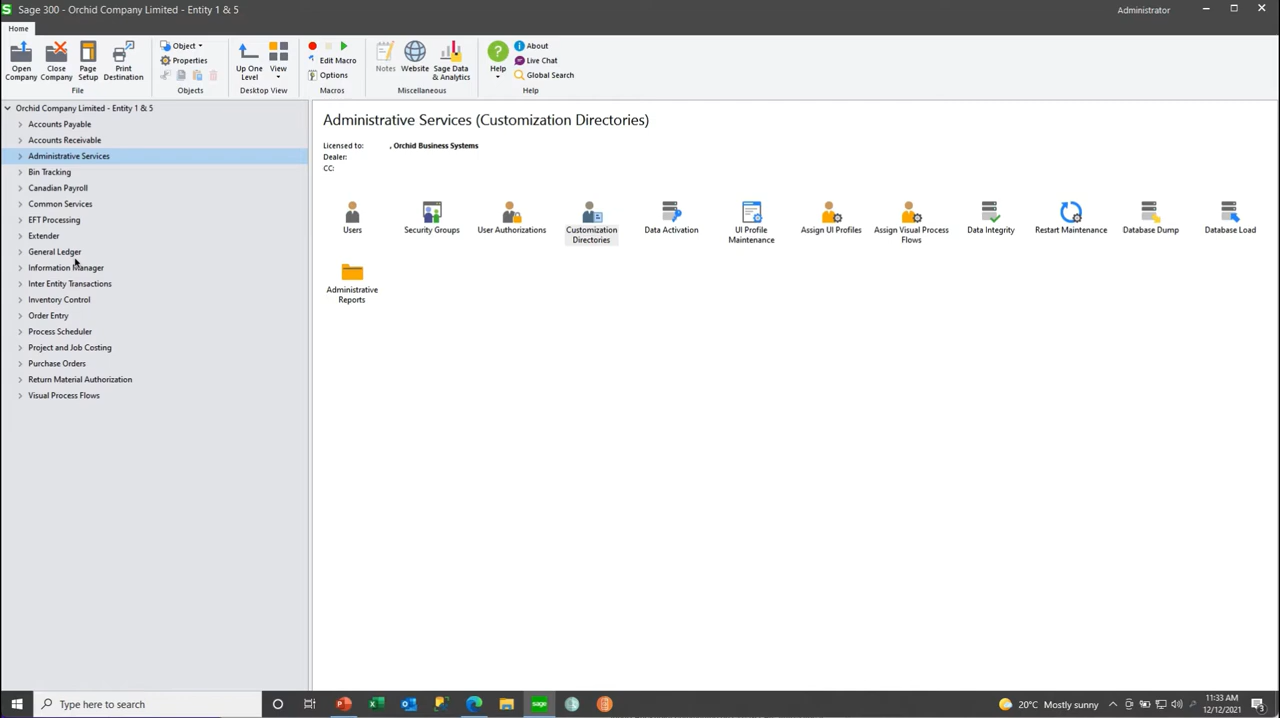 Sage 300 - Orchid Company Limited - Entity 1 & 5
Administrator
Home
Open Company
Close Company
Page Setup
Print Destination
File
Object
Properties
Objects
Up One Level
View
Desktop View
Edit Macro
Options
Macros
Notes
Website
Sage Data & Analytics
Miscellaneous
Help
About
Live Chat
Global Search
Help
Orchid Company Limited - Entity 1 & 5
Accounts Payable
Accounts Receivable
Administrative Services
Bin Tracking
Canadian Payroll
Common Services
EFT Processing
Extender
General Ledger
Information Manager
Inter Entity Transactions
Inventory Control
Order Entry
Process Scheduler
Project and Job Costing
Purchase Orders
Return Material Authorization
Visual Process Flows
Administrative Services (Customization Directories)
Licensed to: , Orchid Business Systems
Dealer:
CC:
Users
Security Groups
User Authorizations
Customization Directories
Data Activation
UI Profile Maintenance
Assign UI Profiles
Assign Visual Process Flows
Data Integrity
Restart Maintenance
Database Dump
Database Load
Administrative Reports
Type here to search
sage
20°C Mostly sunny
11:33 AM
12/12/2021